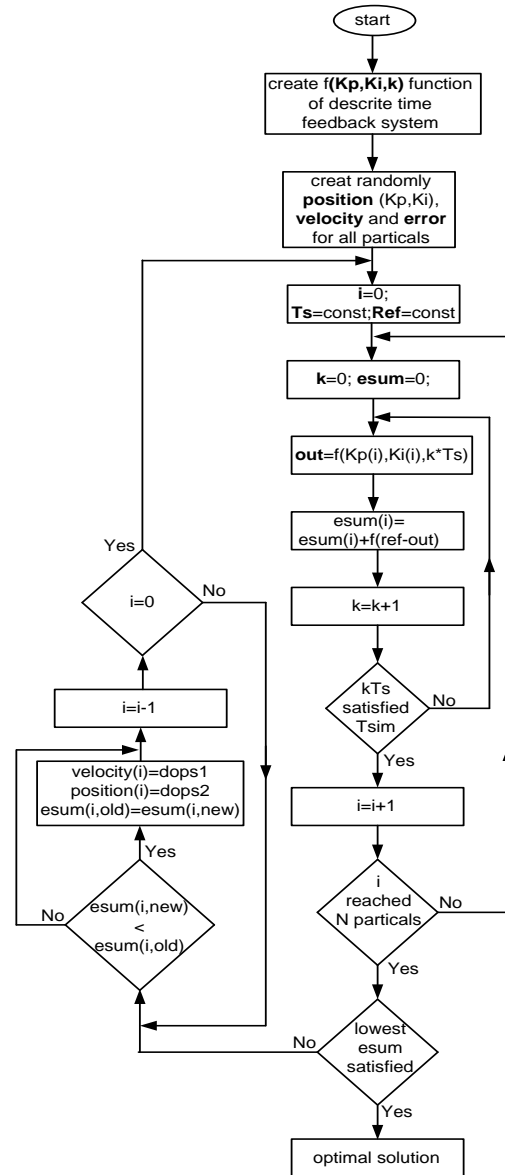 start
create f(Kp,Ki,k) function
of descrite time
feedback system
creat randomly
position (Kp,Ki),
velocity and error
for all particals
i=0;
Ts=const;Ref=const
k=0; esum=0;
out=f(Kp(i),Ki(i),k*Ts)
esum(i)=
esum(i)+f(ref-out)
k=k+1
kTs
satisfied
Tsim
No
Yes
i=i+1
i
reached
N particals
No
Yes
lowest
esum
satisfied
No
Yes
optimal solution
esum(i,new)
<
esum(i,old)
No
Yes
velocity(i)=dops1
position(i)=dops2
esum(i,old)=esum(i,new)
i=i-1
i=0
Yes
No